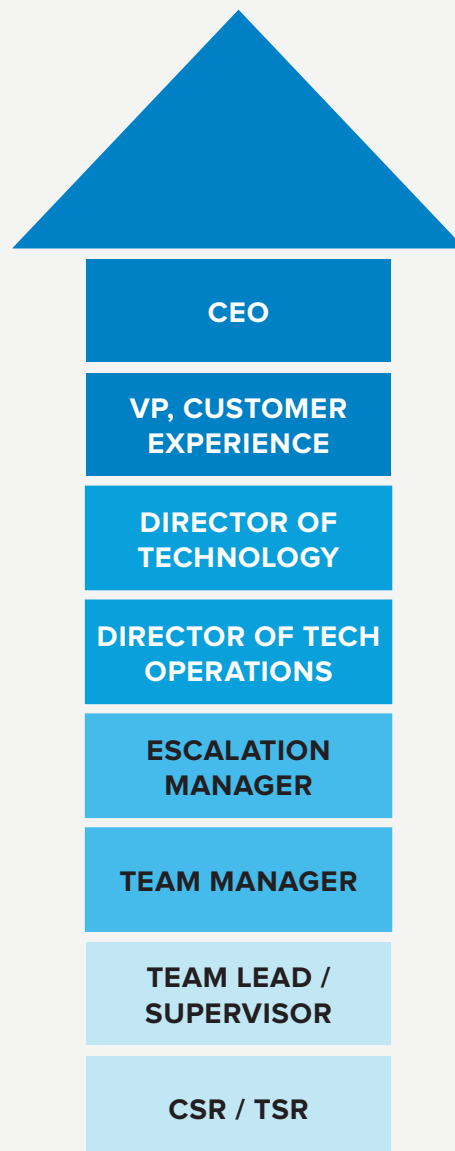 CEO
VP, CUSTOMER
EXPERIENCE
DIRECTOR OF
TECHNOLOGY
DIRECTOR OF TECH
OPERATIONS
ESCALATION
MANAGER
TEAM MANAGER
TEAM LEAD /
SUPERVISOR
CSR / TSR